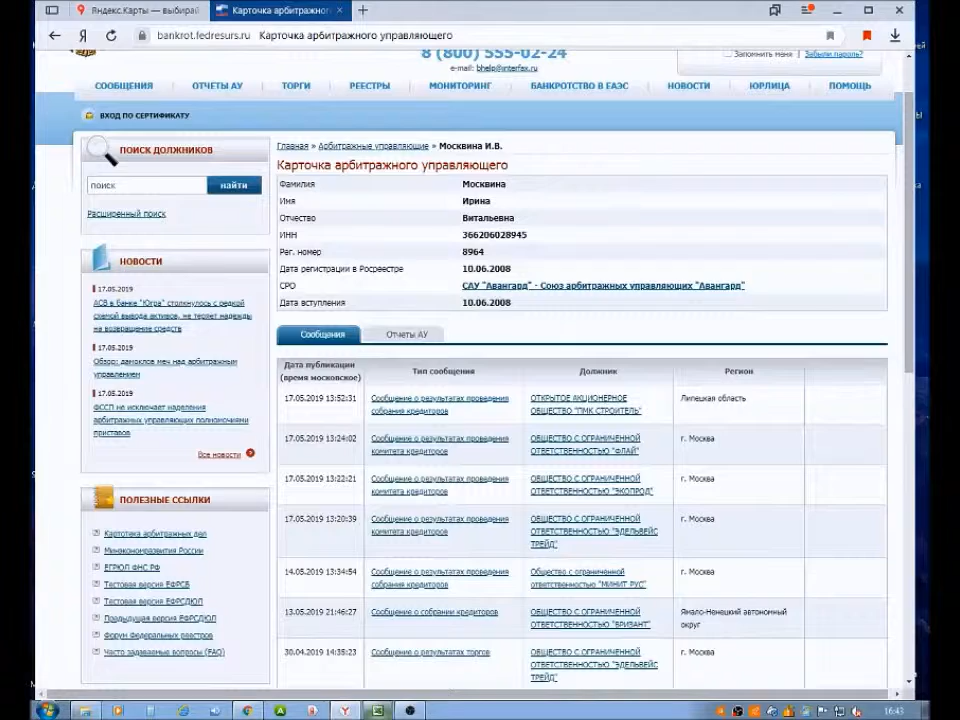 Яндекс.Карты — выбирай
Карточка арбитражног
bankrot.fedresurs.ru Карточка арбитражного управляющего
8 (800) 555-02-24
e-mail: bhelp@interfax.ru
Запомнить меня Забыли пароль?
СООБЩЕНИЯ ОТЧЕТЫ АУ ТОРГИ РЕЕСТРЫ МОНИТОРИНГ БАНКРОТСТВО В ЕАЭС НОВОСТИ ЮРЛИЦА ПОМОЩЬ
ВХОД ПО СЕРТИФИКАТУ
ПОИСК ДОЛЖНИКОВ
поиск найти
Расширенный поиск
НОВОСТИ
17.05.2019
АСВ в банке "Югра" столкнулось с редкой
схемой вывода активов, не теряет надежды
на возвращение средств
17.05.2019
Обзор: дамоклов меч над арбитражным
управлением
17.05.2019
ФССП не исключает наделения
арбитражных управляющих полномочиями
приставов
Все новости
ПОЛЕЗНЫЕ ССЫЛКИ
Картотека арбитражных дел
Минэкономразвития России
ЕГРЮЛ ФНС РФ
Тестовая версия ЕФРСБ
Тестовая версия ЕФРСДЮЛ
Предыдущая версия ЕФРСДЮЛ
Форум Федеральных реестров
Часто задаваемые вопросы (FAQ)
Главная » Арбитражные управляющие » Москвина И.В.
Карточка арбитражного управляющего
Фамилия Москвина
Имя Ирина
Отчество Витальевна
ИНН 366206028945
Рег. номер 8964
Дата регистрации в Росреестре 10.06.2008
СРО САУ "Авангард" - Союз арбитражных управляющих "Авангард"
Дата вступления 10.06.2008
Сообщения Отчеты АУ
Дата публикации
(время московское)
Тип сообщения Должник Регион
17.05.2019 13:52:31 Сообщение о результатах проведения ОТКРЫТОЕ АКЦИОНЕРНОЕ Липецкая область
собрания кредиторов ОБЩЕСТВО "ПМК СТРОИТЕЛЬ"
17.05.2019 13:24:02 Сообщение о результатах проведения ОБЩЕСТВО С ОГРАНИЧЕННОЙ г. Москва
комитета кредиторов ОТВЕТСТВЕННОСТЬЮ "ФЛАЙ"
17.05.2019 13:22:21 Сообщение о результатах проведения ОБЩЕСТВО С ОГРАНИЧЕННОЙ г. Москва
комитета кредиторов ОТВЕТСТВЕННОСТЬЮ "ЭКОПРОД"
17.05.2019 13:20:39 Сообщение о результатах проведения ОБЩЕСТВО С ОГРАНИЧЕННОЙ г. Москва
комитета кредиторов ОТВЕТСТВЕННОСТЬЮ "ЭДЕЛЬВЕЙС
ТРЕЙД"
14.05.2019 13:34:54 Сообщение о результатах проведения Общество с ограниченной г. Москва
собрания кредиторов ответственностью "МИНИТ РУС"
13.05.2019 21:46:27 Сообщение о собрании кредиторов ОБЩЕСТВО С ОГРАНИЧЕННОЙ Ямало-Ненецкий автономный
ОТВЕТСТВЕННОСТЬЮ "БРИЗАНТ" округ
30.04.2019 14:35:23 Сообщение о результатах торгов ОБЩЕСТВО С ОГРАНИЧЕННОЙ г. Москва
ОТВЕТСТВЕННОСТЬЮ "ЭДЕЛЬВЕЙС
ТРЕЙД"
16:43